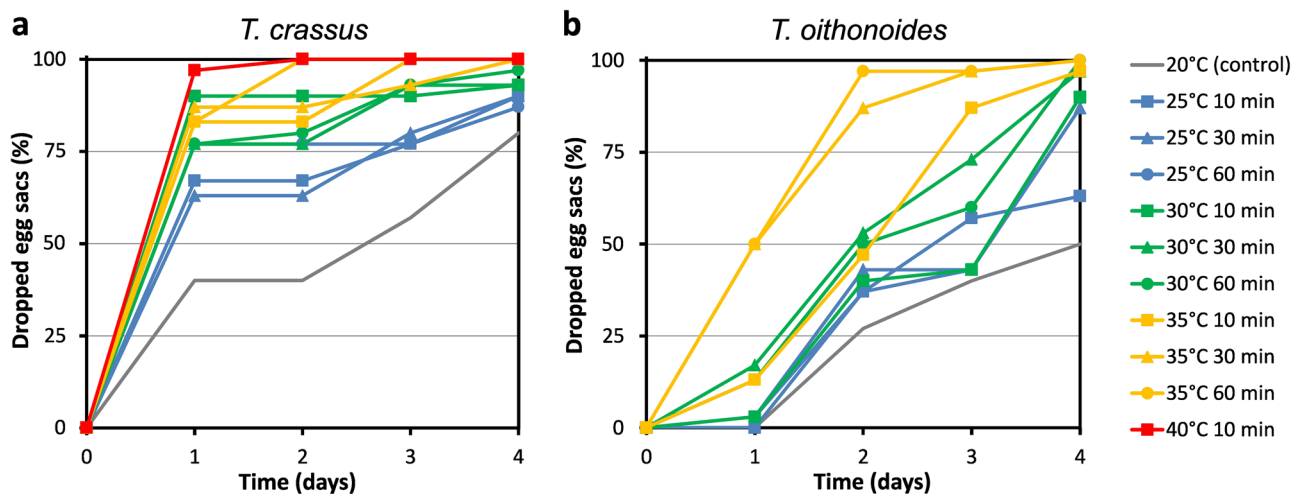 a
T. crassus
Dropped egg sacs (%)
100
75
50
25
0
0 1 2 3 4
Time (days)
b
T. oithonoides
Dropped egg sacs (%)
100
75
50
25
0
0 1 2 3 4
Time (days)
20°C (control)
25°C 10 min
25°C 30 min
25°C 60 min
30°C 10 min
30°C 30 min
30°C 60 min
35°C 10 min
35°C 30 min
35°C 60 min
40°C 10 min